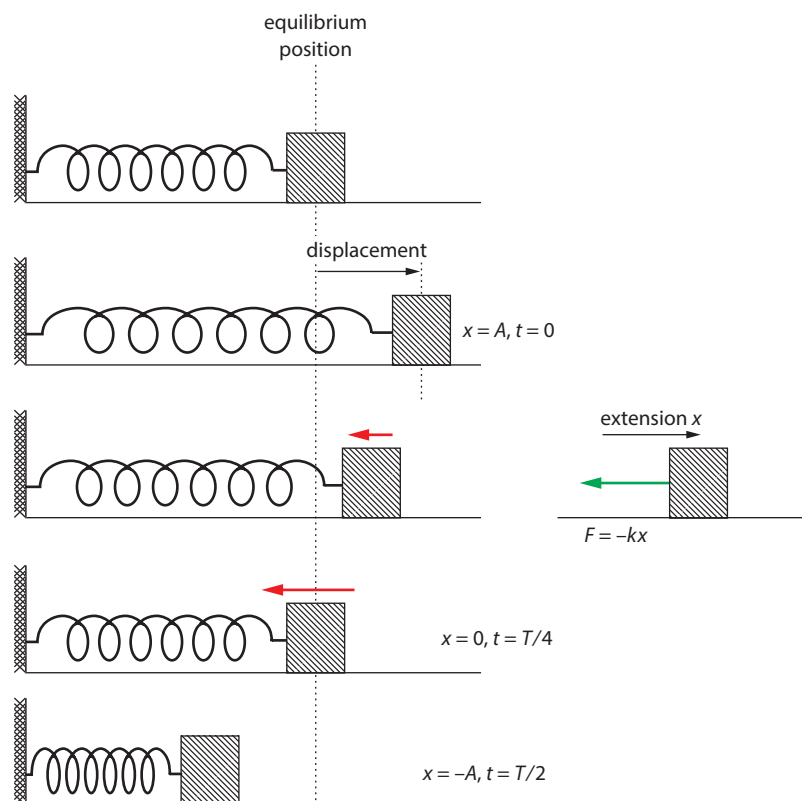 equilibrium
position
displacement
x = A, t = 0
extension x
F = –kx
x = 0, t = T/4
x = –A, t = T/2